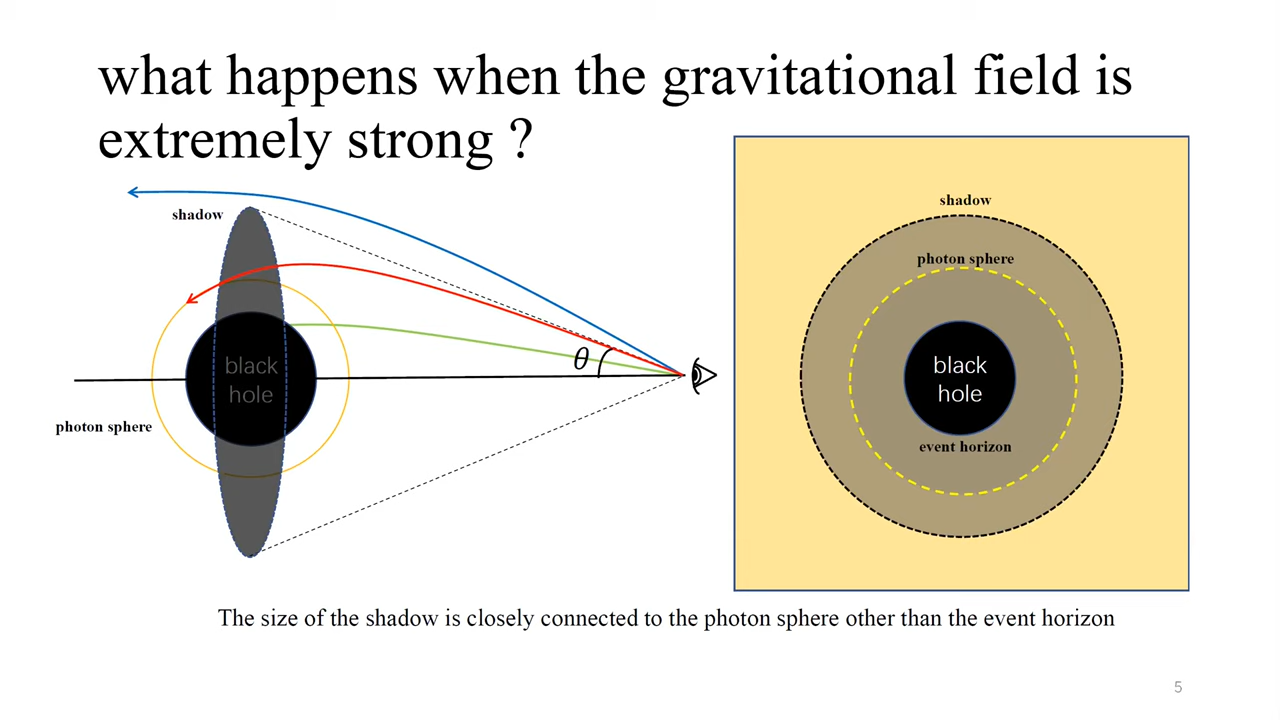 what happens when the gravitational field is
extremely strong ?
shadow
black
hole
θ
photon sphere
shadow
photon sphere
black
hole
event horizon
The size of the shadow is closely connected to the photon sphere other than the event horizon
5